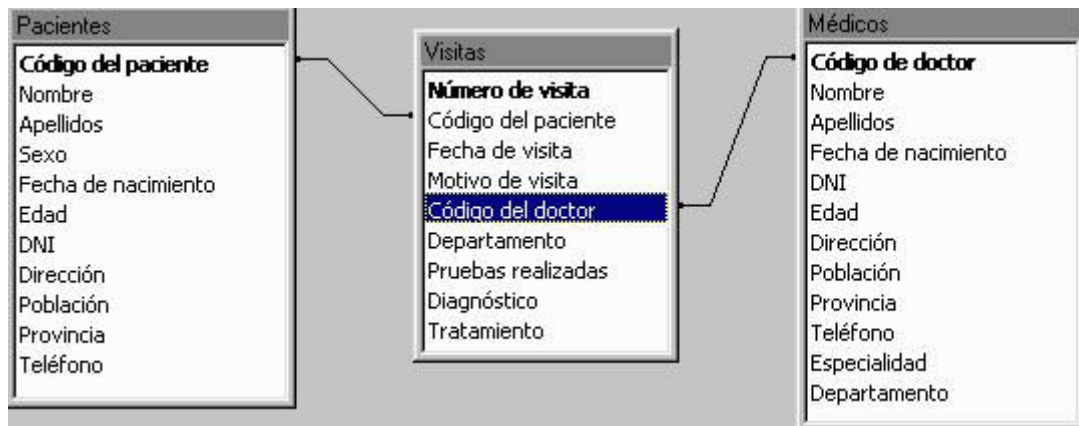 Pacientes
Código del paciente
Nombre
Apellidos
Sexo
Fecha de nacimiento
Edad
DNI
Dirección
Población
Provincia
Teléfono
Visitas
Número de visita
Código del paciente
Fecha de visita
Motivo de visita
Código del doctor
Departamento
Pruebas realizadas
Diagnóstico
Tratamiento
Médicos
Código de doctor
Nombre
Apellidos
Fecha de nacimiento
DNI
Edad
Dirección
Población
Provincia
Teléfono
Especialidad
Departamento